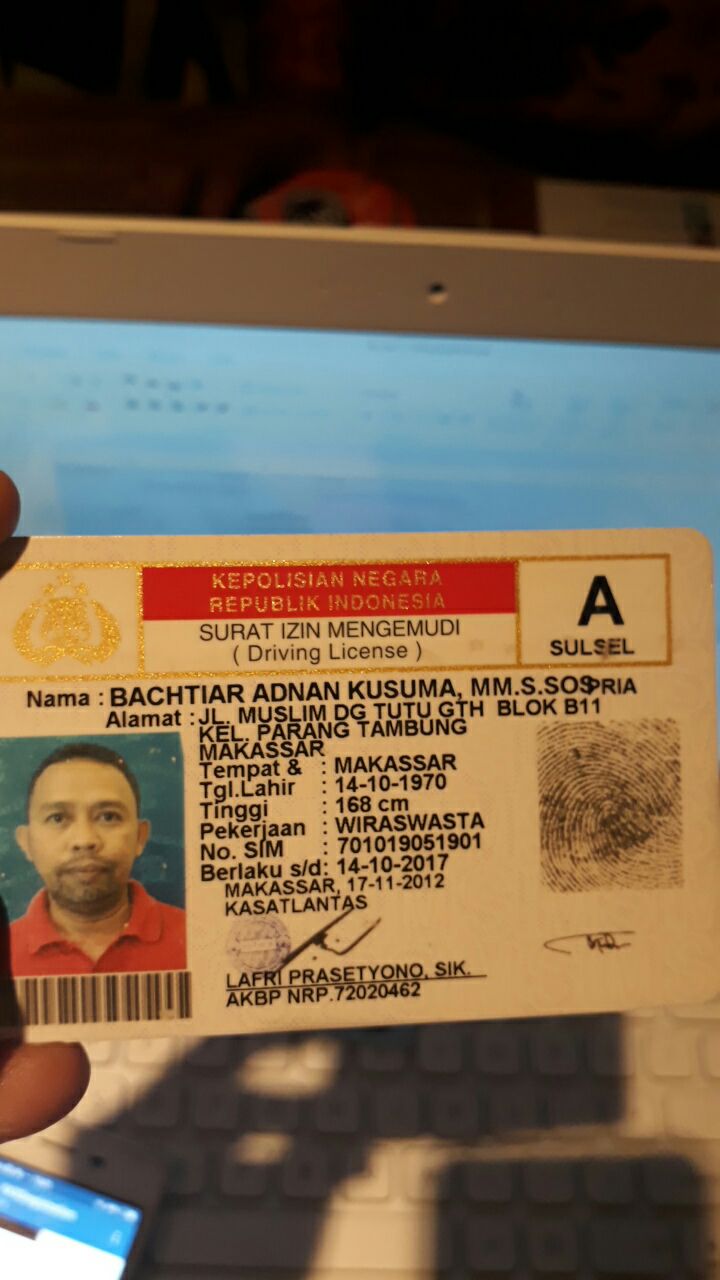 KEPOLISIAN NEGARA
REPUBLIK INDONESIA
SURAT IZIN MENGEMUDI
( Driving License )
A
SULSEL
Nama : BACHTIAR ADNAN KUSUMA, MM.S.SOS PRIA
Alamat : JL. MUSLIM DG TUTU GTH BLOK B11
KEL. PARANG TAMBUNG
MAKASSAR
Tempat & : MAKASSAR
Tgl.Lahir : 14-10-1970
Tinggi : 168 cm
Pekerjaan : WIRASWASTA
No. SIM : 701019051901
Berlaku s/d: 14-10-2017
MAKASSAR, 17-11-2012
KASATLANTAS
LAFRI PRASETYONO, SIK.
AKBP NRP.72020462